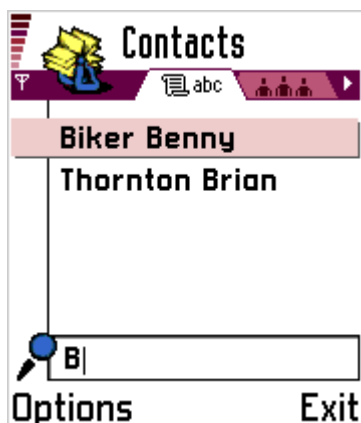 Contacts
abc
Biker Benny
Thornton Brian
B
Options Exit